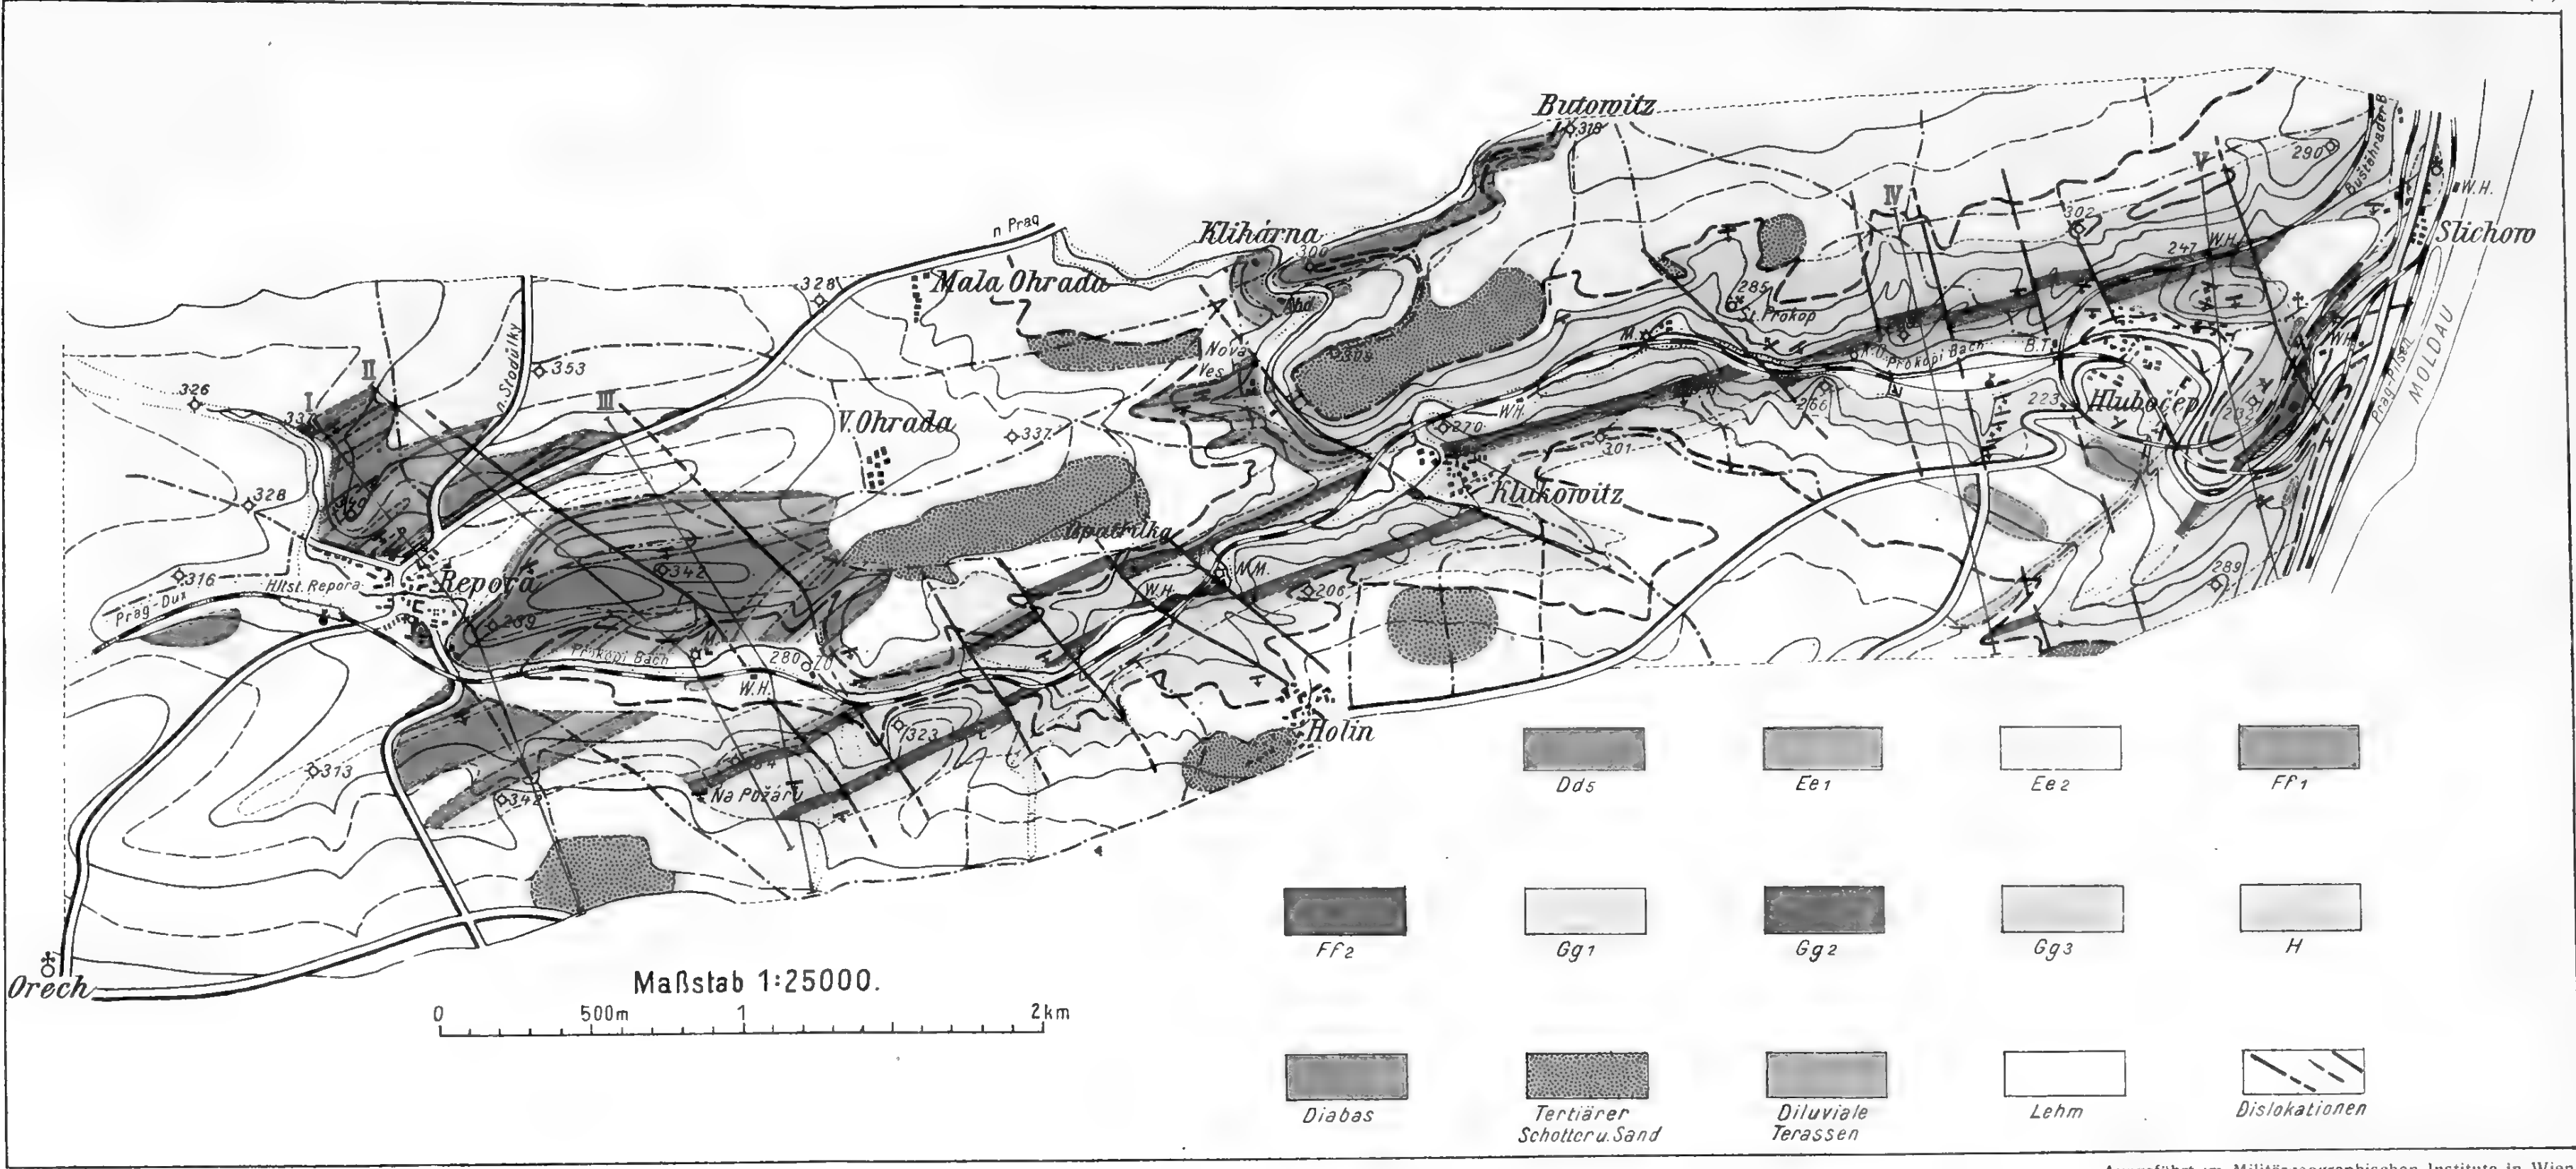 Butowitz
318
290
Buštěhrader B.
W.H.
Slichow
V
IV
302
247
W.H.
n Prag
Kliharna
300
Mala Ohrada
328
285
St. Prokop
M.
K.O.
Prokopi Bach
B.T.
W.H.
Nova
Ves
n. Stodulky
353
II
I
III
326
337
V. Ohrada
337
W.H.
270
266
223
Hlubočep
Prag-Pilsen
MOLDAU
301
Klukowitz
328
340
316
Hltst. Repora
Repora
342
289
Prag-Dux
M.
W.H.
206
289
Prokopi Bach
280
W.H.
323
Holin
313
342
Na Požáru
Orech
Dd5
Ee1
Ee2
Ff1
Ff2
Gg1
Gg2
Gg3
H
Maßstab 1:25000.
0 500m 1 2km
Diabas
Tertiärer
Schotter u. Sand
Diluviale
Terassen
Lehm
Dislokationen